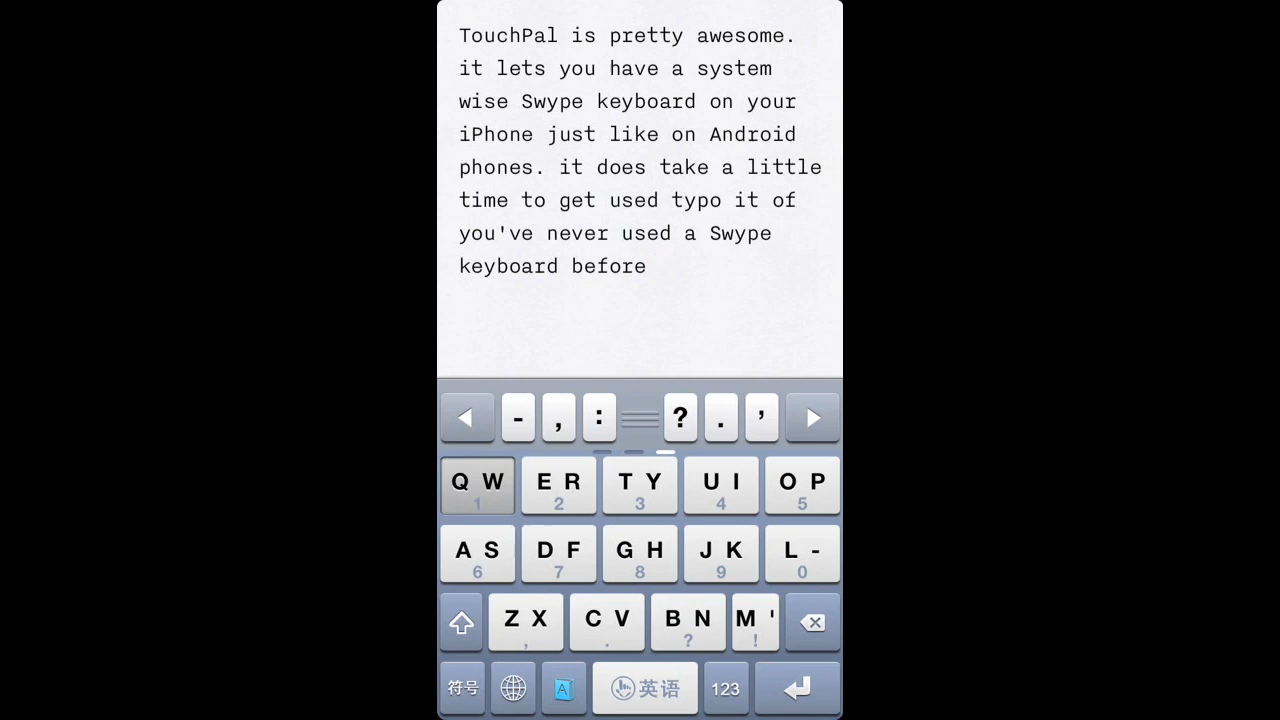 TouchPal is pretty awesome.
it lets you have a system
wise Swype keyboard on your
iPhone just like on Android
phones. it does take a little
time to get used typo it of
you've never used a Swype
keyboard before
- , : ? . ’
Q W E R T Y U I O P
1 2 3 4 5
A S D F G H J K L -
6 7 8 9 0
Z X C V B N M '
, . ? !
符号 A 英语 123